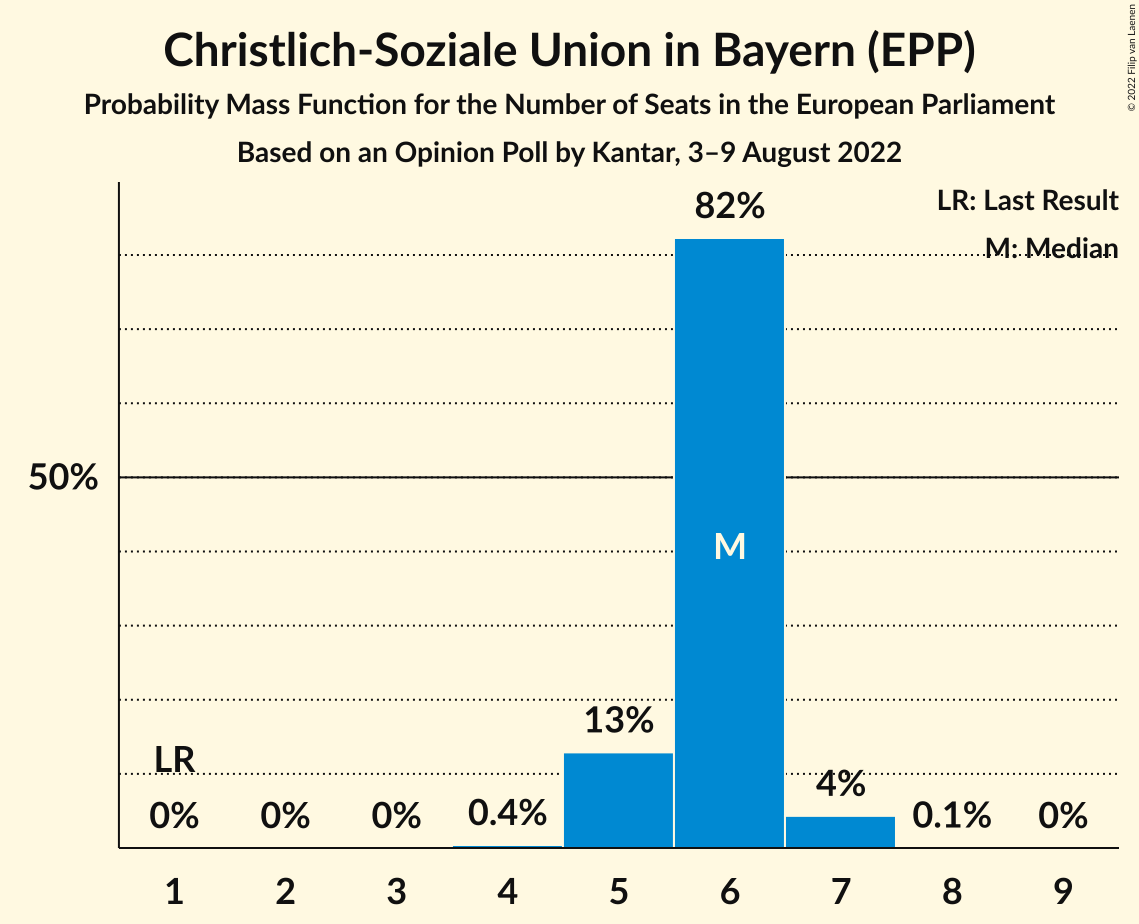 Christlich-Soziale Union in Bayern (EPP)
Probability Mass Function for the Number of Seats in the European Parliament
Based on an Opinion Poll by Kantar, 3–9 August 2022
© 2022 Filip van Laenen
LR: Last Result
M: Median
82%
50%
M
13%
LR
4%
0% 0% 0% 0.4% 0.1% 0%
1 2 3 4 5 6 7 8 9